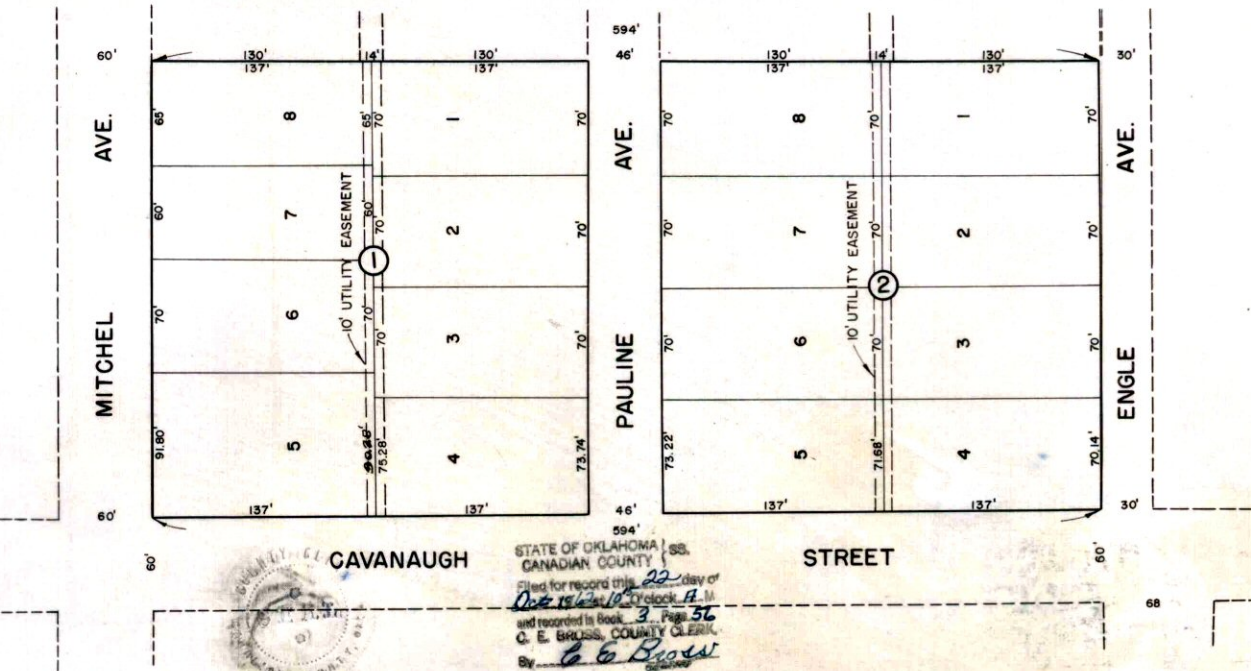 594'
60' 130' 14' 130' 46' 130' 14' 130' 30'
137' 137' 137' 137'
AVE. AVE. AVE.
65' 8 65' 70' 1 70' 70' 8 70' 1 70'
60' 7 60' 70' 2 70' 70' 7 70' 2 70'
10' UTILITY EASEMENT
10' UTILITY EASEMENT
1 2
70' 6 70' 70' 3 70' 70' 6 70' 3 70'
MITCHEL PAULINE ENGLE
91.80' 5 75.28' 4 73.74' 73.22' 5 71.68' 4 70.14'
60' 137' 137' 46' 137' 137' 30'
594'
60' CAVANAUGH STREET 60'
STATE OF OKLAHOMA } SS.
CANADIAN COUNTY
Filed for record this 22 day of
Oct 1962 at 10 O'clock A. M
and recorded in Book 3 Page 56
C. E. BROSS, COUNTY CLERK
By C E Bross
68